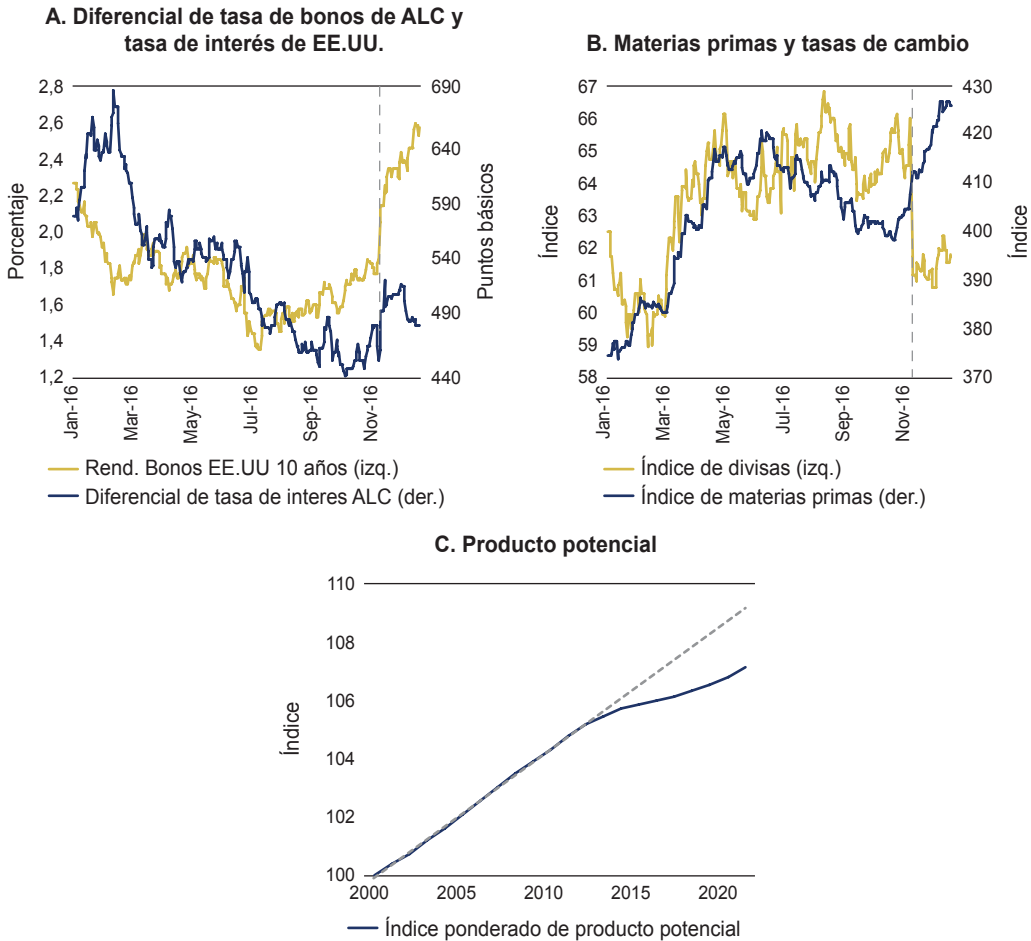 A. Diferencial de tasa de bonos de ALC y
tasa de interés de EE.UU.
Porcentaje
2,8
2,6
2,4
2,2
2,0
1,8
1,6
1,4
1,2
690
640
590
540
490
440
Puntos básicos
Jan-16
Mar-16
May-16
Jul-16
Sep-16
Nov-16
Rend. Bonos EE.UU 10 años (izq.)
Diferencial de tasa de interes ALC (der.)
B. Materias primas y tasas de cambio
Índice
67
66
65
64
63
62
61
60
59
58
430
420
410
400
390
380
370
Índice
Jan-16
Mar-16
May-16
Jul-16
Sep-16
Nov-16
Índice de divisas (izq.)
Índice de materias primas (der.)
C. Producto potencial
Índice
110
108
106
104
102
100
2000
2005
2010
2015
2020
Índice ponderado de producto potencial